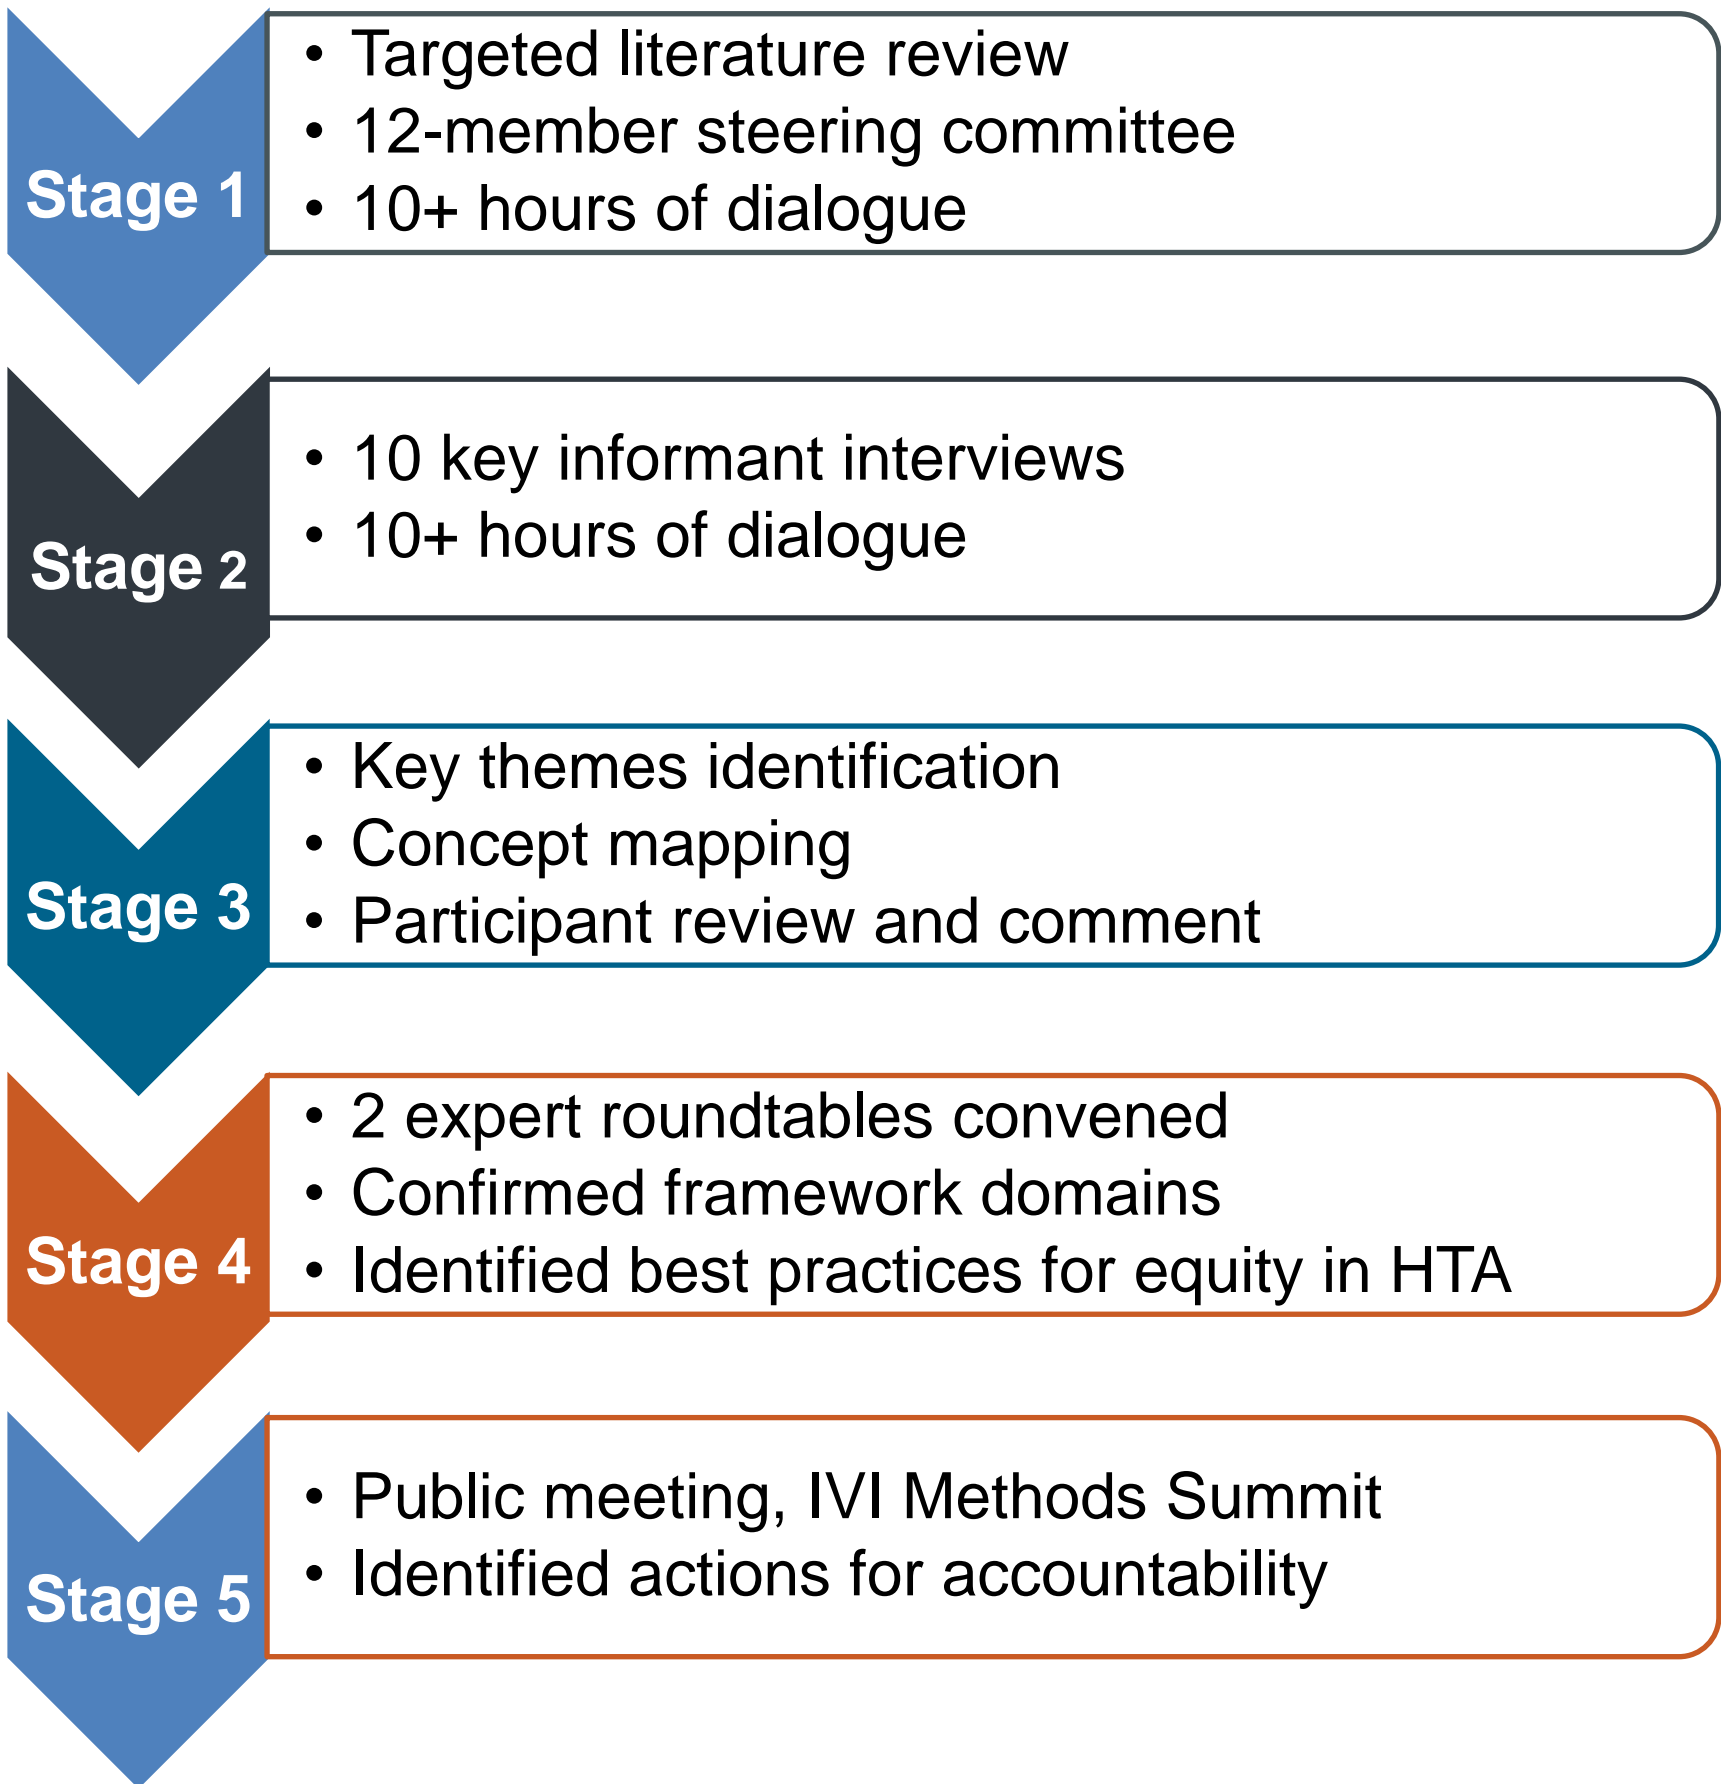 Stage 1
• Targeted literature review
• 12-member steering committee
• 10+ hours of dialogue
Stage 2
• 10 key informant interviews
• 10+ hours of dialogue
Stage 3
• Key themes identification
• Concept mapping
• Participant review and comment
Stage 4
• 2 expert roundtables convened
• Confirmed framework domains
• Identified best practices for equity in HTA
Stage 5
• Public meeting, IVI Methods Summit
• Identified actions for accountability